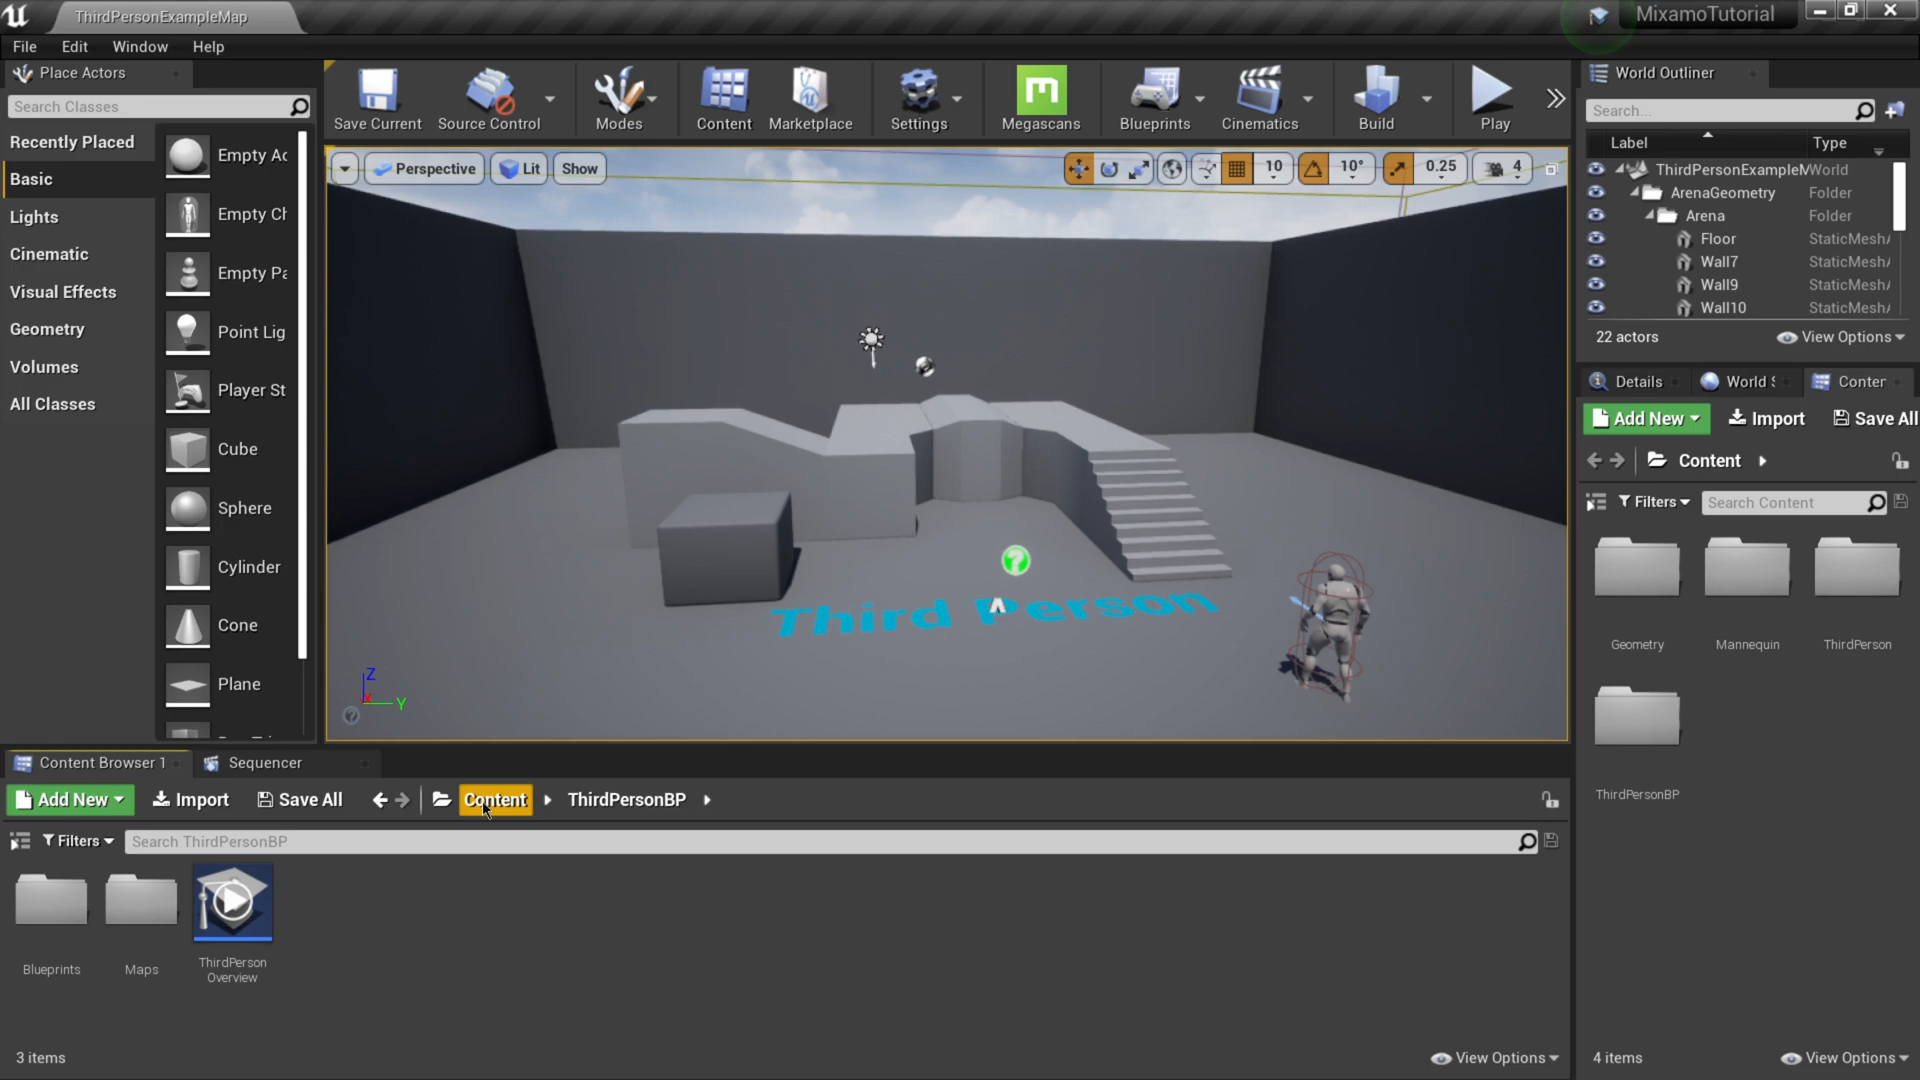 ThirdPersonExampleMap
MixamoTutorial
File Edit Window Help
Place Actors
Search Classes
Recently Placed
Basic
Lights
Cinematic
Visual Effects
Geometry
Volumes
All Classes
Empty Ac
Empty Ch
Empty Pa
Point Lig
Player St
Cube
Sphere
Cylinder
Cone
Plane
Save Current
Source Control
Modes
Content
Marketplace
Settings
Megascans
Blueprints
Cinematics
Build
Play
Perspective
Lit
Show
10
10°
0.25
4
Third Person
Z
X
Y
World Outliner
Search...
Label Type
ThirdPersonExampleM World
ArenaGeometry Folder
Arena Folder
Floor StaticMeshA
Wall7 StaticMeshA
Wall9 StaticMeshA
Wall10 StaticMeshA
22 actors View Options
Details World S Conter
Add New Import Save All
Content
Filters Search Content
Geometry Mannequin ThirdPerson
ThirdPersonBP
4 items View Options
Content Browser 1 Sequencer
Add New Import Save All Content ThirdPersonBP
Filters Search ThirdPersonBP
Blueprints
Maps
ThirdPerson
Overview
3 items View Options